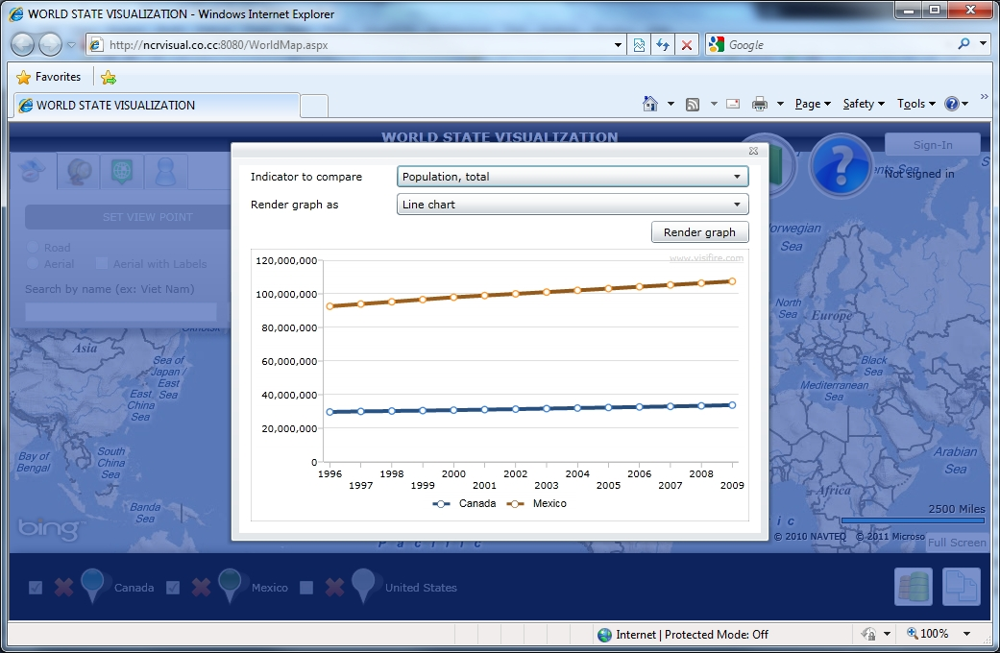 WORLD STATE VISUALIZATION - Windows Internet Explorer
http://ncrvisual.co.cc:8080/WorldMap.aspx
Google
Favorites
WORLD STATE VISUALIZATION
Page
Safety
Tools
WORLD STATE VISUALIZATION
Sign-In
Not signed in
SET VIEW POINT
Road
Aerial
Aerial with Labels
Search by name (ex: Viet Nam)
Indicator to compare
Population, total
Render graph as
Line chart
Render graph
www.visifire.com
120,000,000
100,000,000
80,000,000
60,000,000
40,000,000
20,000,000
0
1996 1998 2000 2002 2004 2006 2008
1997 1999 2001 2003 2005 2007 2009
Canada Mexico
Norwegian
Sea
North
Sea
Europe
Black
Sea
Mediterranean
Sea
Arabian
Sea
Africa
Asia
Sea of
Japan /
East
Sea
East
China
Sea
South
China
Sea
Bay of
Bengal
Banda
Sea
bing
Pacific
2500 Miles
© 2010 NAVTEQ © 2011 Microso
Full Screen
Canada
Mexico
United States
Internet | Protected Mode: Off
100%